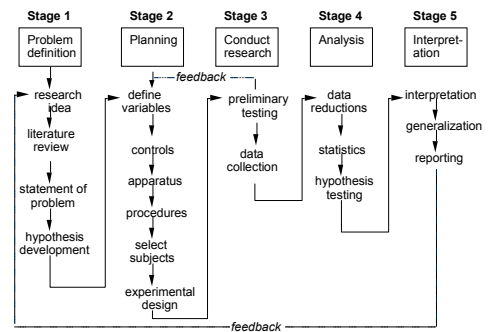 Stage 1 Stage 2 Stage 3 Stage 4 Stage 5
Problem
definition
Planning
Conduct
research
Analysis
Interpret-
ation
feedback
research
idea
literature
review
statement of
problem
hypothesis
development
define
variables
controls
apparatus
procedures
select
subjects
experimental
design
preliminary
testing
data
collection
data
reductions
statistics
hypothesis
testing
interpretation
generalization
reporting
feedback